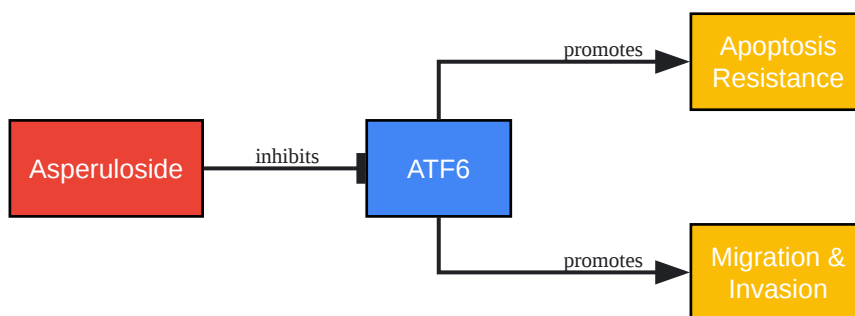 promotes
Apoptosis
Resistance
Asperuloside
inhibits
ATF6
promotes
Migration &
Invasion